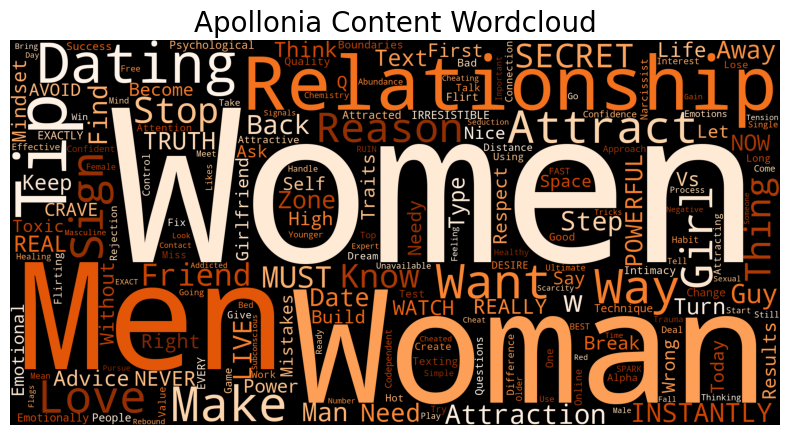 Apollonia Content Wordcloud
Bring
Day
Success
Psychological
Boundaries
Think
Text
First
SECRET
Life
Away
Interest
Lose
Dating
Relationship
Quality
Bad
Talk
Flirt
Connection
Cheating
Chemistry
Abundance
Important
Narcissist
Go
Gain
Mindset
AVOID
Become
Find
Free
Mind
Take
Q
Signals
Confidence
Emotions
Tension
Single
Win
Stop
Back
Reason
Attracted
IRRESISTIBLE
Seduction
Attract
Let
NOW
EXACTLY
Attention
TRUTH
Attractive
Nice
Distance
Using
Approach
Long
Effective
Confident
Female
Meet
Likes
Ask
RUIN
Tip
Sign
Women
Keep
CRAVE
Control
Girlfriend
Self
Handle
Zone
High
Younger
Traits
Needy
Type
Respect
FAST
Space
Step
Vs
Process
Come
POWERFUL
Girl
Thing
Toxic
REAL
Masculine
Rejection
Fix
Look
Contact
Miss
Top
Expert
Dream
Feeling
Tricks
Good
Habit
Tell
Negative
Someone
Attracting
Healing
Addicted
Unavailable
Healthy
DESIRE
Ultimate
Scarcity
Intimacy
Sexual
Flirting
Men
Without
EXACT
Going
Friend
MUST
Know
Want
Say
Way
Guy
Change
Turn
Emotional
Right
Bed
Give
Date
Build
Test
WATCH
REALLY
W
Technique
Trauma
Start
Still
Woman
LIVE
Subconscious
Mistakes
Ready
Cheat
Cheated
Create
Texting
Simple
Codependent
Questions
Difference
Older
One
Online
BEST
Time
Red
SPARK
Alpha
Break
Deal
Wrong
Today
Results
Pursue
Advice
NEVER
EVERY
Game
Work
Power
Flags
Mean
Love
Value
Make
Hot
Number
Man
Need
Try
Play
Attraction
Use
Male
Fall
Thinking
INSTANTLY
Emotionally
People
Rebound